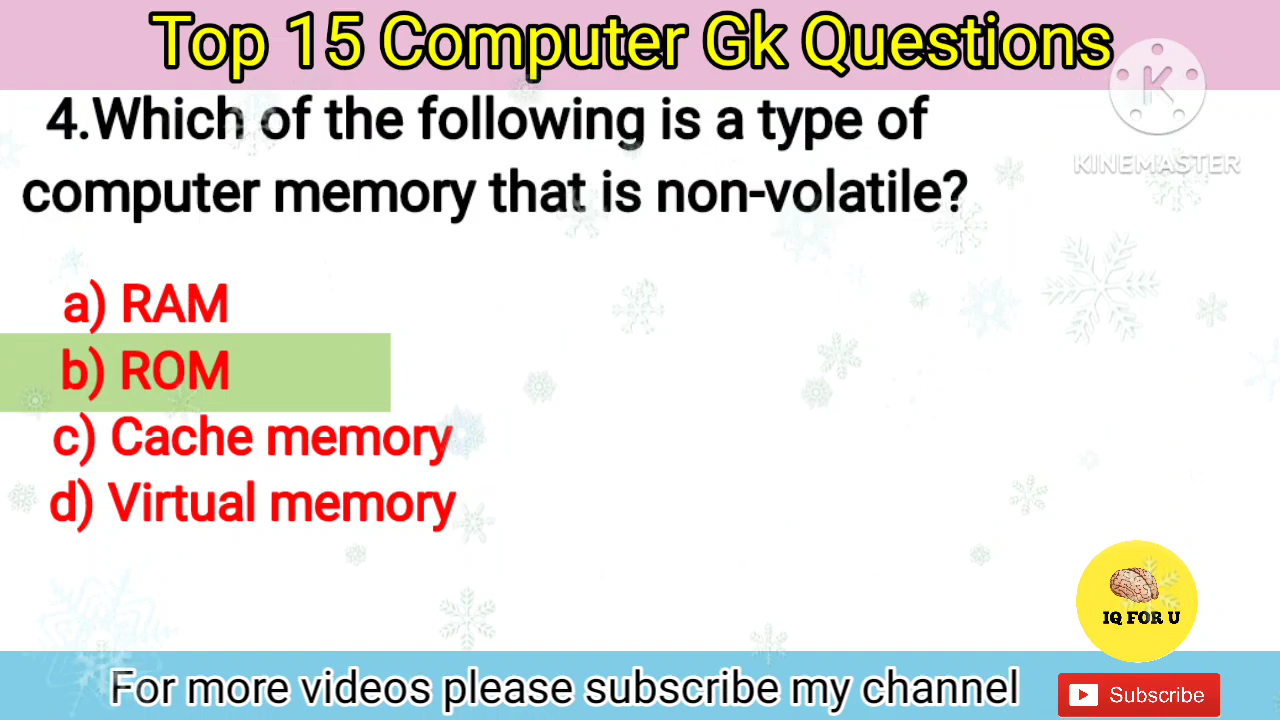 Top 15 Computer Gk Questions
4.Which of the following is a type of
computer memory that is non-volatile?
K
KINEMASTER
a) RAM
b) ROM
c) Cache memory
d) Virtual memory
IQ FOR U
For more videos please subscribe my channel
Subscribe